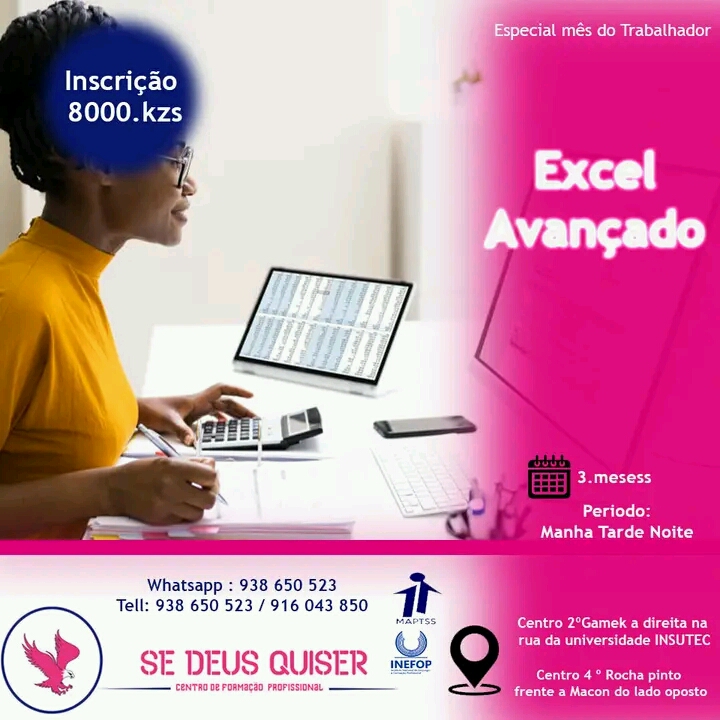 Especial mês do Trabalhador
Inscrição
8000.kzs
Excel
Avançado
3.mesess
Periodo:
Manha Tarde Noite
Whatsapp : 938 650 523
Tell: 938 650 523 / 916 043 850
MAPTSS
INEFOP
SE DEUS QUISER
CENTRO DE FORMAÇÃO PROFISSIONAL
Centro 2ºGamek a direita na
rua da universidade INSUTEC
Centro 4 º Rocha pinto
frente a Macon do lado oposto